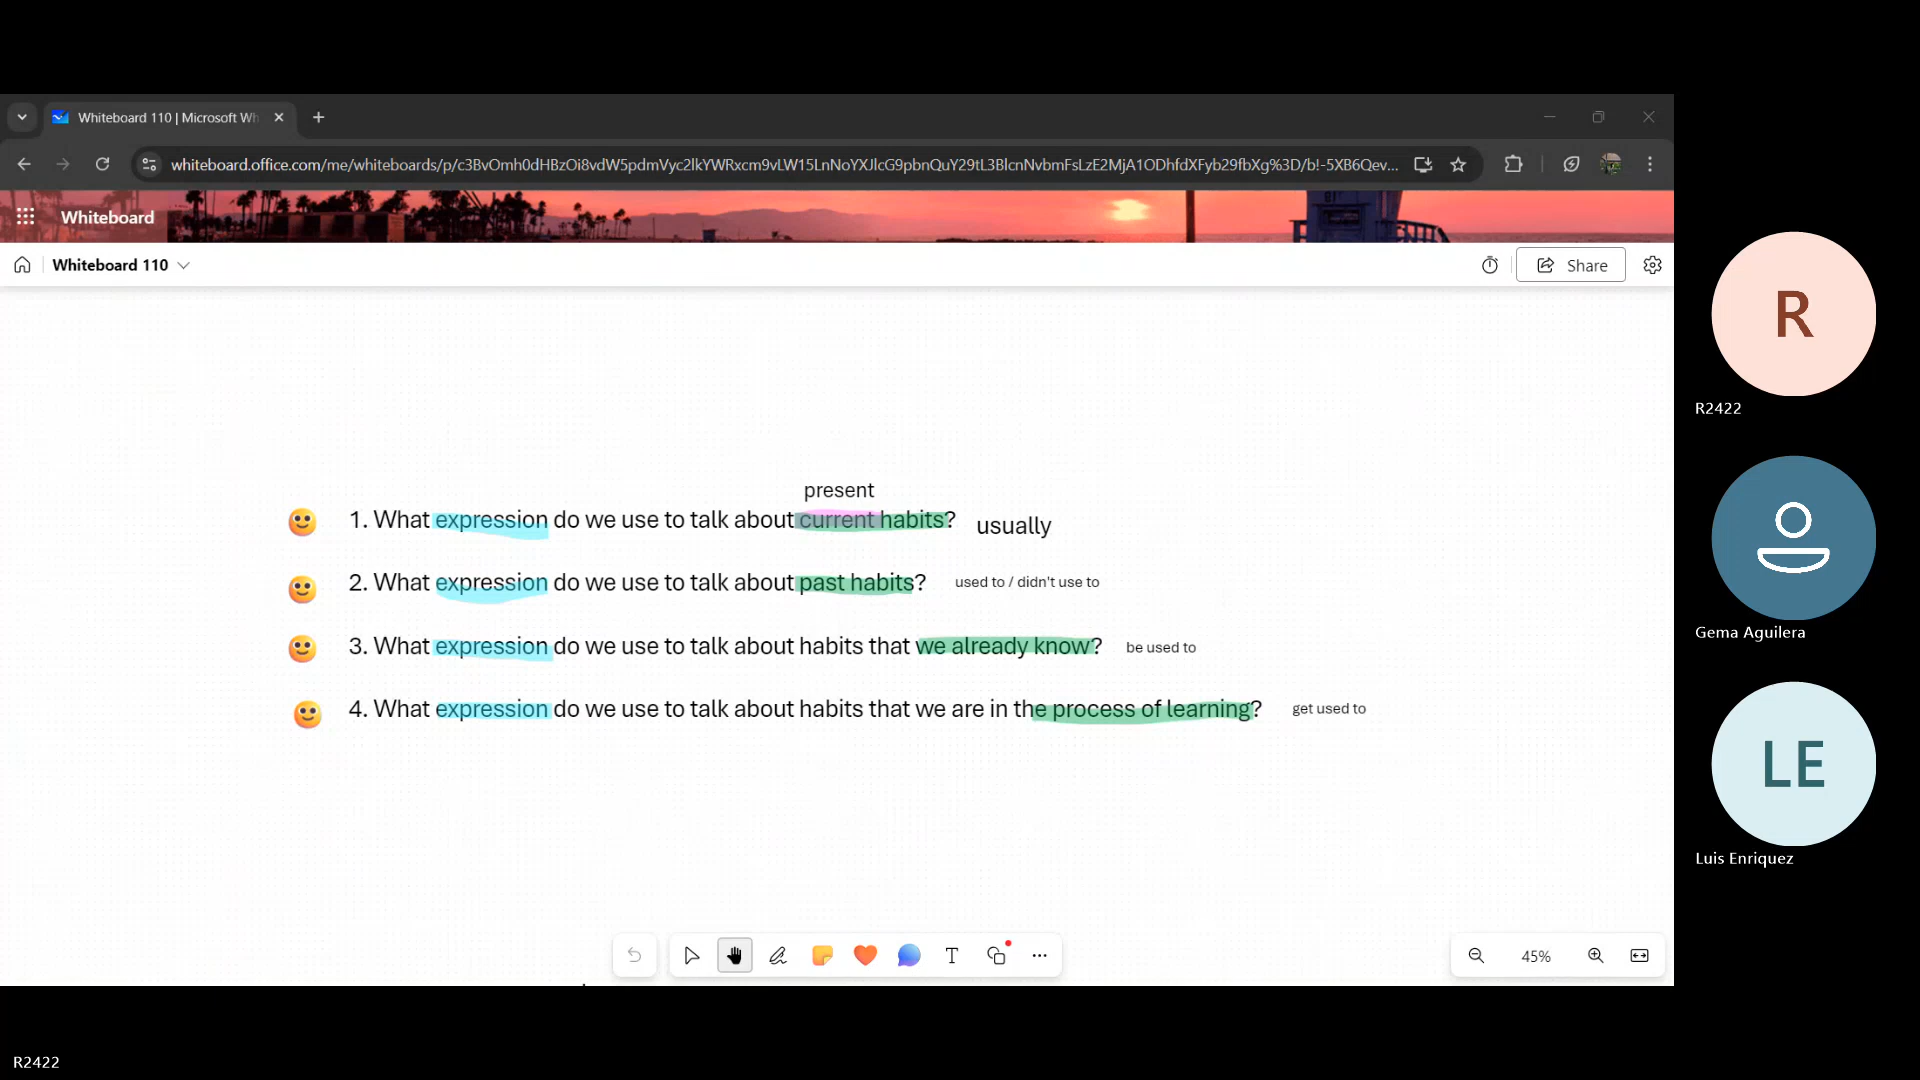 Whiteboard 110 | Microsoft Wh
whiteboard.office.com/me/whiteboards/p/c3BvOmh0dHBzOi8vdW5pdmVyc2lkYWRxcm9vLW15LnNoYXJlcG9pbnQuY29tL3BlcnNvbmFsLzE2MjA1ODhfdXFyb29fbXg%3D/b!-5XB6Qev...
Whiteboard
Whiteboard 110
Share
present
1. What expression do we use to talk about current habits? usually
2. What expression do we use to talk about past habits? used to / didn't use to
3. What expression do we use to talk about habits that we already know? be used to
4. What expression do we use to talk about habits that we are in the process of learning? get used to
T
45%
R
R2422
Gema Aguilera
LE
Luis Enriquez
R2422